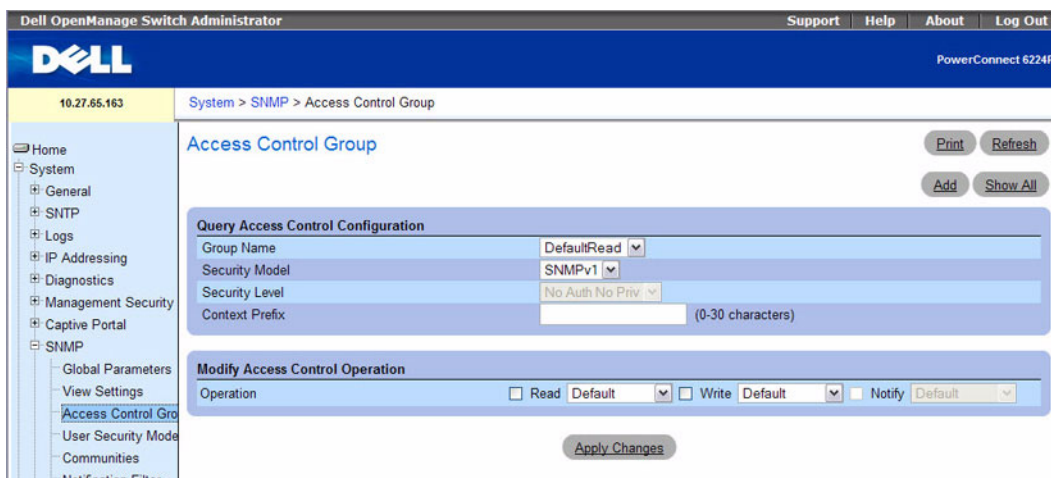 Dell OpenManage Switch Administrator
Support Help About Log Out
DELL
PowerConnect 6224
10.27.65.163
System > SNMP > Access Control Group
Home
System
General
SNTP
Logs
IP Addressing
Diagnostics
Management Security
Captive Portal
SNMP
Global Parameters
View Settings
Access Control Gro
User Security Mode
Communities
Access Control Group
Print Refresh
Add Show All
Query Access Control Configuration
Group Name DefaultRead
Security Model SNMPv1
Security Level No Auth No Priv
Context Prefix (0-30 characters)
Modify Access Control Operation
Operation Read Default Write Default Notify Default
Apply Changes